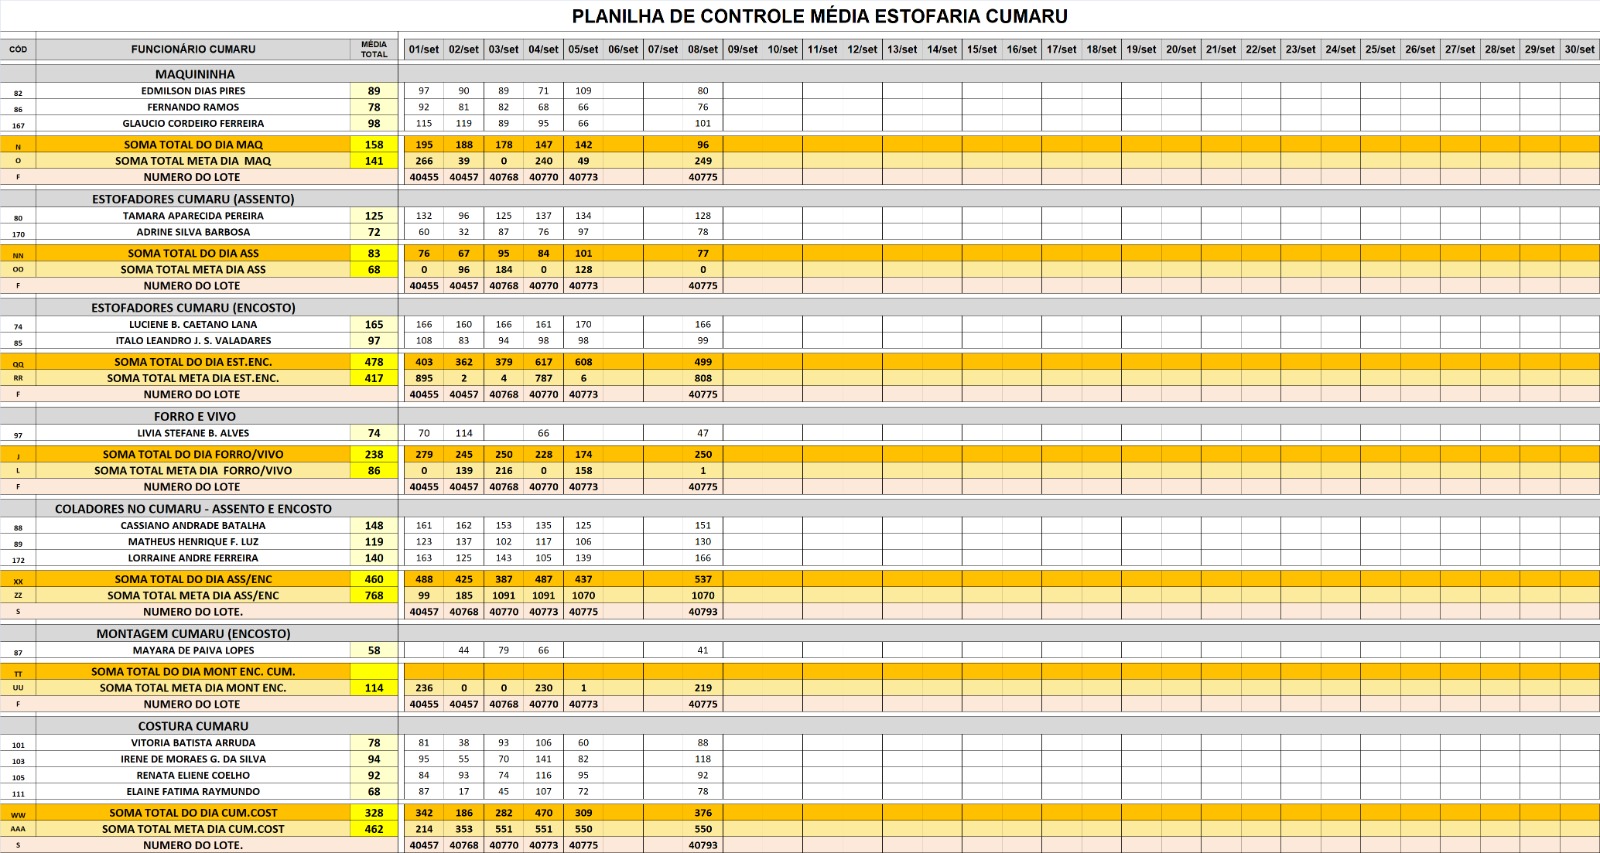 PLANILHA DE CONTROLE MÉDIA ESTOFARIA CUMARU
CÓD FUNCIONÁRIO CUMARU MÉDIA TOTAL 01/set 02/set 03/set 04/set 05/set 06/set 07/set 08/set 09/set 10/set 11/set 12/set 13/set 14/set 15/set 16/set 17/set 18/set 19/set 20/set 21/set 22/set 23/set 24/set 25/set 26/set 27/set 28/set 29/set 30/set
MAQUININHA
82 EDMILSON DIAS PIRES 89 97 90 89 71 109 80
86 FERNANDO RAMOS 78 92 81 82 68 66 76
167 GLAUCIO CORDEIRO FERREIRA 98 115 119 89 95 66 101
N SOMA TOTAL DO DIA MAQ 158 195 188 178 147 142 96
O SOMA TOTAL META DIA MAQ 141 266 39 0 240 49 249
F NUMERO DO LOTE 40455 40457 40768 40770 40773 40775
ESTOFADORES CUMARU (ASSENTO)
80 TAMARA APARECIDA PEREIRA 125 132 96 125 137 134 128
170 ADRINE SILVA BARBOSA 72 60 32 87 76 97 78
NN SOMA TOTAL DO DIA ASS 83 76 67 95 84 101 77
OO SOMA TOTAL META DIA ASS 68 0 96 184 0 128 0
F NUMERO DO LOTE 40455 40457 40768 40770 40773 40775
ESTOFADORES CUMARU (ENCOSTO)
74 LUCIENE B. CAETANO LANA 165 166 160 166 161 170 166
85 ITALO LEANDRO J. S. VALADARES 97 108 83 94 98 98 99
QQ SOMA TOTAL DO DIA EST.ENC. 478 403 362 379 617 608 499
RR SOMA TOTAL META DIA EST.ENC. 417 895 2 4 787 6 808
F NUMERO DO LOTE 40455 40457 40768 40770 40773 40775
FORRO E VIVO
97 LIVIA STEFANE B. ALVES 74 70 114 66 47
J SOMA TOTAL DO DIA FORRO/VIVO 238 279 245 250 228 174 250
L SOMA TOTAL META DIA FORRO/VIVO 86 0 139 216 0 158 1
F NUMERO DO LOTE 40455 40457 40768 40770 40773 40775
COLADORES NO CUMARU - ASSENTO E ENCOSTO
88 CASSIANO ANDRADE BATALHA 148 161 162 153 135 125 151
89 MATHEUS HENRIQUE F. LUZ 119 123 137 102 117 106 130
172 LORRAINE ANDRE FERREIRA 140 163 125 143 105 139 166
XX SOMA TOTAL DO DIA ASS/ENC 460 488 425 387 487 437 537
ZZ SOMA TOTAL META DIA ASS/ENC 768 99 185 1091 1091 1070 1070
S NUMERO DO LOTE. 40457 40768 40770 40773 40775 40793
MONTAGEM CUMARU (ENCOSTO)
87 MAYARA DE PAIVA LOPES 58 44 79 66 41
TT SOMA TOTAL DO DIA MONT ENC. CUM.
UU SOMA TOTAL META DIA MONT ENC. 114 236 0 0 230 1 219
F NUMERO DO LOTE 40455 40457 40768 40770 40773 40775
COSTURA CUMARU
101 VITORIA BATISTA ARRUDA 78 81 38 93 106 60 88
103 IRENE DE MORAES G. DA SILVA 94 95 55 70 141 82 118
105 RENATA ELIENE COELHO 92 84 93 74 116 95 92
111 ELAINE FATIMA RAYMUNDO 68 87 17 45 107 72 78
WW SOMA TOTAL DO DIA CUM.COST 328 342 186 282 470 309 376
AAA SOMA TOTAL META DIA CUM.COST 462 214 353 551 551 550 550
S NUMERO DO LOTE. 40457 40768 40770 40773 40775 40793